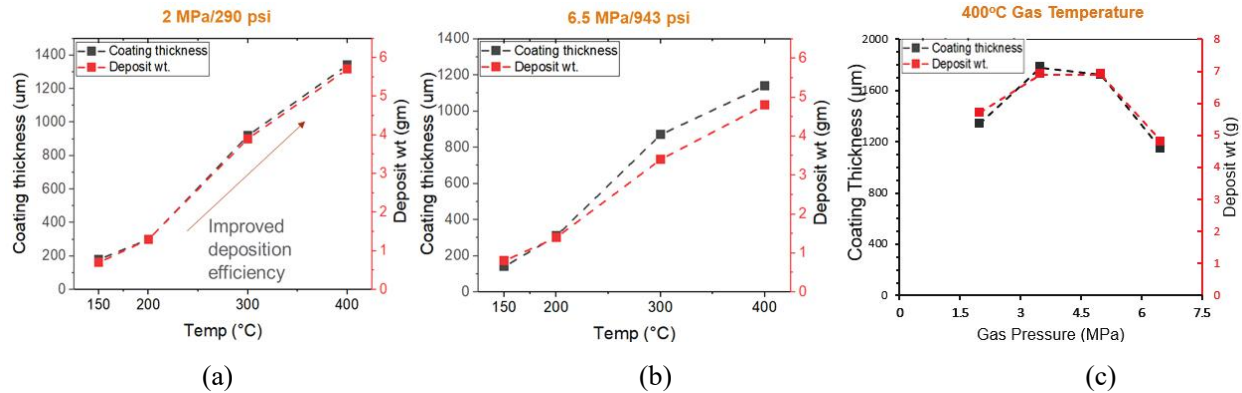 2 MPa/290 psi
Coating thickness
Deposit wt.
1400
1200
1000
800
600
400
200
0
Coating thickness (um)
6
5
4
3
2
1
0
Deposit wt (gm)
Improved
deposition
efficiency
150 200 300 400
Temp (°C)
(a)
6.5 MPa/943 psi
Coating thickness
Deposit wt.
1400
1200
1000
800
600
400
200
0
Coating thickness (um)
6
5
4
3
2
1
0
Deposit wt (gm)
150 200 300 400
Temp (°C)
(b)
400°C Gas Temperature
Coating thickness
Deposit wt.
2000
1600
1200
800
400
0
Coating Thickness (µm)
8
7
6
5
4
3
2
1
0
Deposit wt (g)
0 1.5 3 4.5 6 7.5
Gas Pressure (MPa)
(c)